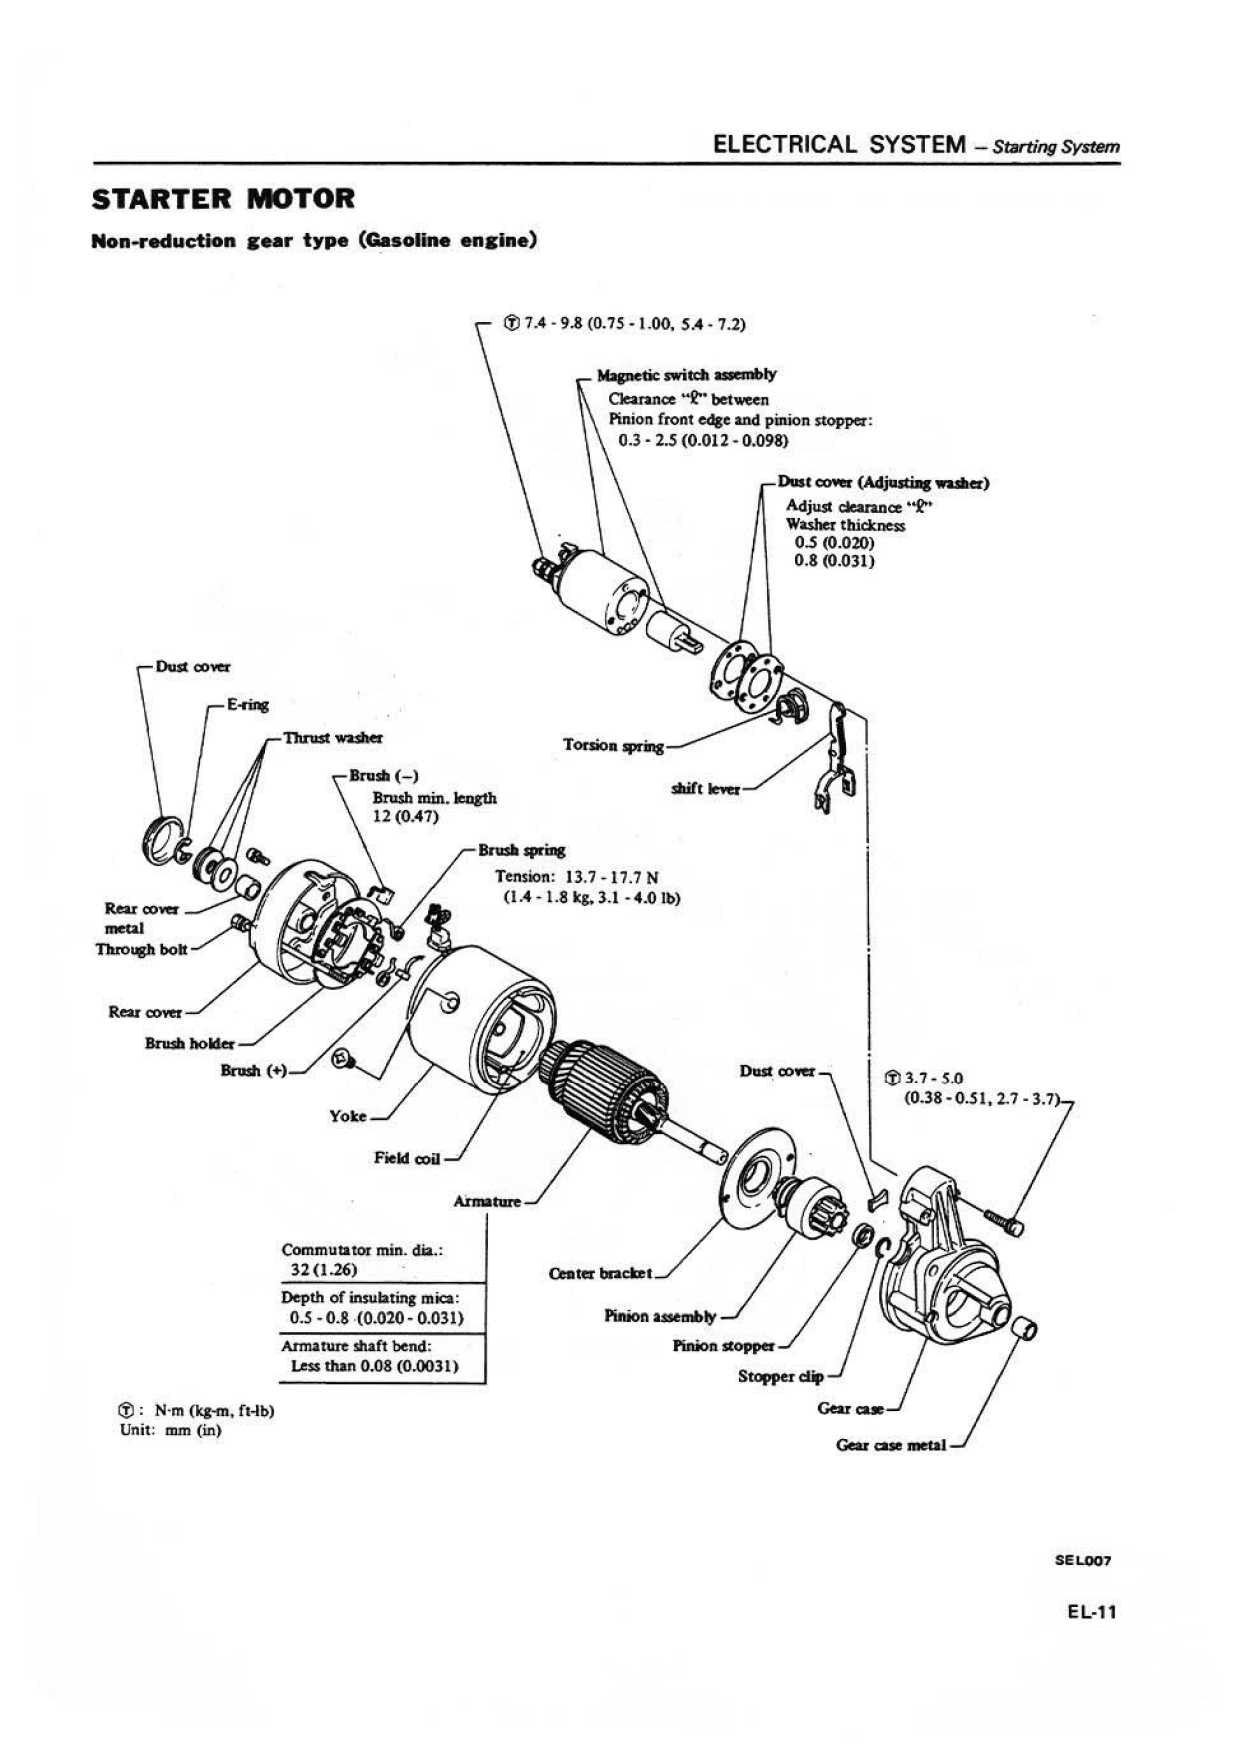 ELECTRICAL SYSTEM – Starting System
STARTER MOTOR
Non-reduction gear type (Gasoline engine)
Ⓣ 7.4 - 9.8 (0.75 - 1.00, 5.4 - 7.2)
Magnetic switch assembly
Clearance "ℓ" between
Pinion front edge and pinion stopper:
0.3 - 2.5 (0.012 - 0.098)
Dust cover (Adjusting washer)
Adjust clearance "ℓ"
Washer thickness
0.5 (0.020)
0.8 (0.031)
Dust cover
E-ring
Thrust washer
Torsion spring
shift lever
Brush (–)
Brush min. length
12 (0.47)
Brush spring
Tension: 13.7 - 17.7 N
(1.4 - 1.8 kg, 3.1 - 4.0 lb)
Rear cover
metal
Through bolt
Rear cover
Brush holder
Brush (+)
Yoke
Field coil
Armature
Dust cover
Ⓣ 3.7 - 5.0
(0.38 - 0.51, 2.7 - 3.7)
Commutator min. dia.:
32 (1.26)
Depth of insulating mica:
0.5 - 0.8 (0.020 - 0.031)
Armature shaft bend:
Less than 0.08 (0.0031)
Center bracket
Pinion assembly
Pinion stopper
Stopper clip
Gear case
Gear case metal
Ⓣ : N·m (kg-m, ft-lb)
Unit: mm (in)
SEL007
EL-11